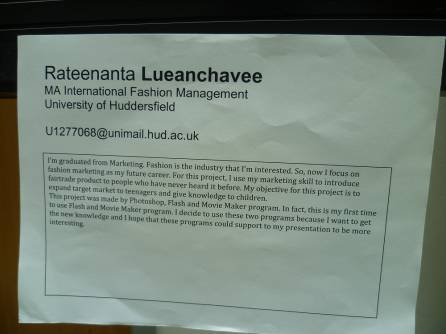 Rateenanta Lueanchavee
MA International Fashion Management
University of Huddersfield
U1277068@unimail.hud.ac.uk
I'm graduated from Marketing. Fashion is the industry that I'm interested. So, now I focus on
fashion marketing as my future career. For this project, I use my marketing skill to introduce
fairtrade product to people who have never heard it before. My objective for this project is to
expand target market to teenagers and give knowledge to children.
This project was made by Photoshop, Flash and Movie Maker program. In fact, this is my first time
to use Flash and Movie Maker program. I decide to use these two programs because I want to get
the new knowledge and I hope that these programs could support to my presentation to be more
interesting.